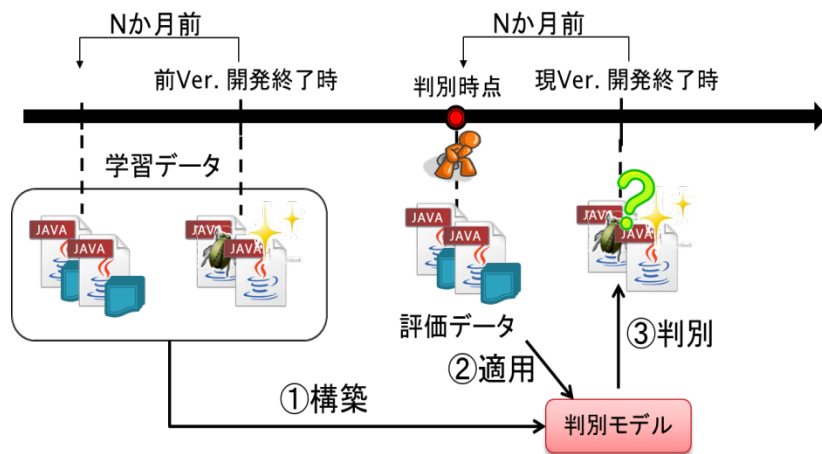 Nか月前
Nか月前
前Ver. 開発終了時
判別時点
現Ver. 開発終了時
学習データ
JAVA
JAVA
JAVA
JAVA
JAVA
JAVA
JAVA
JAVA
評価データ
①構築
②適用
③判別
判別モデル